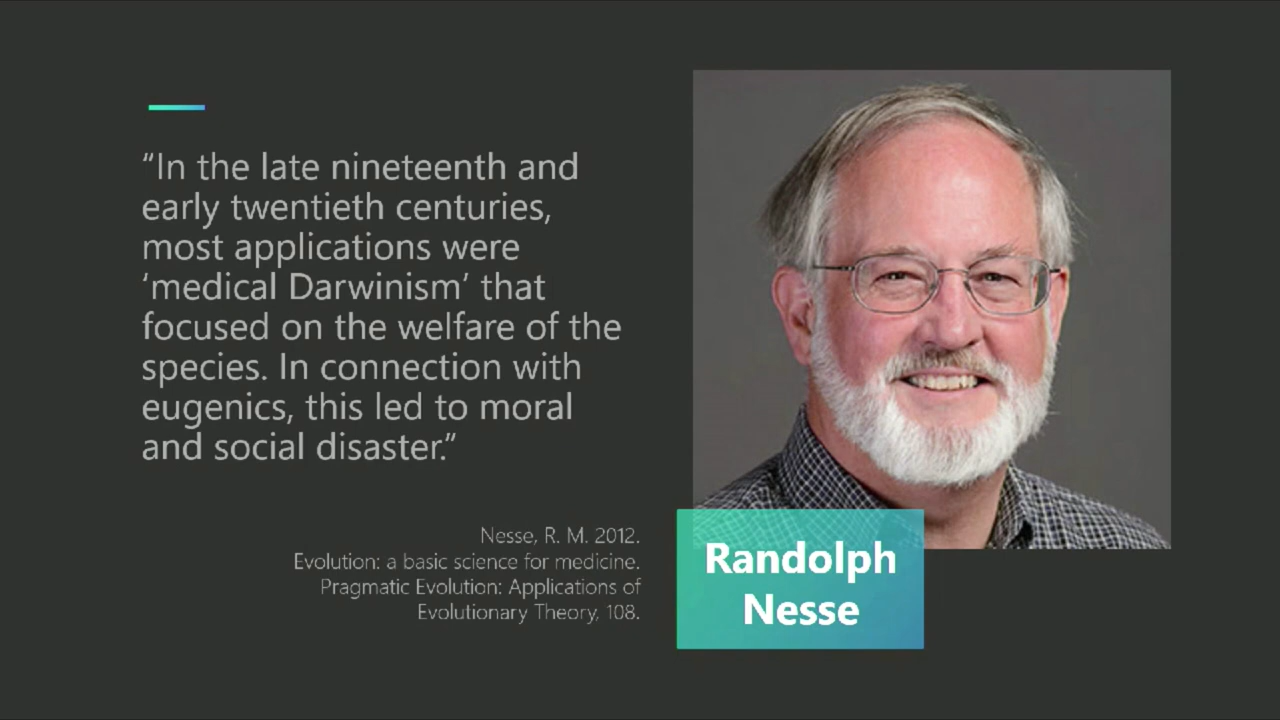 “In the late nineteenth and
early twentieth centuries,
most applications were
‘medical Darwinism’ that
focused on the welfare of the
species. In connection with
eugenics, this led to moral
and social disaster.”
Nesse, R. M. 2012.
Evolution: a basic science for medicine.
Pragmatic Evolution: Applications of
Evolutionary Theory, 108.
Randolph
Nesse